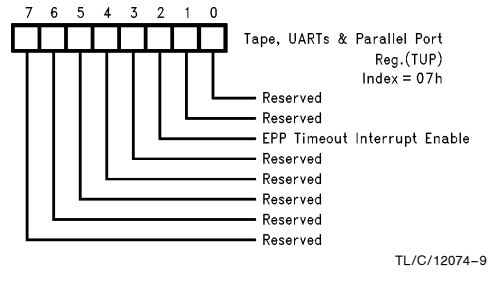 7 6 5 4 3 2 1 0
Tape, UARTs & Parallel Port
Reg.(TUP)
Index = 07h
Reserved
Reserved
EPP Timeout Interrupt Enable
Reserved
Reserved
Reserved
Reserved
Reserved
TL/C/12074-9